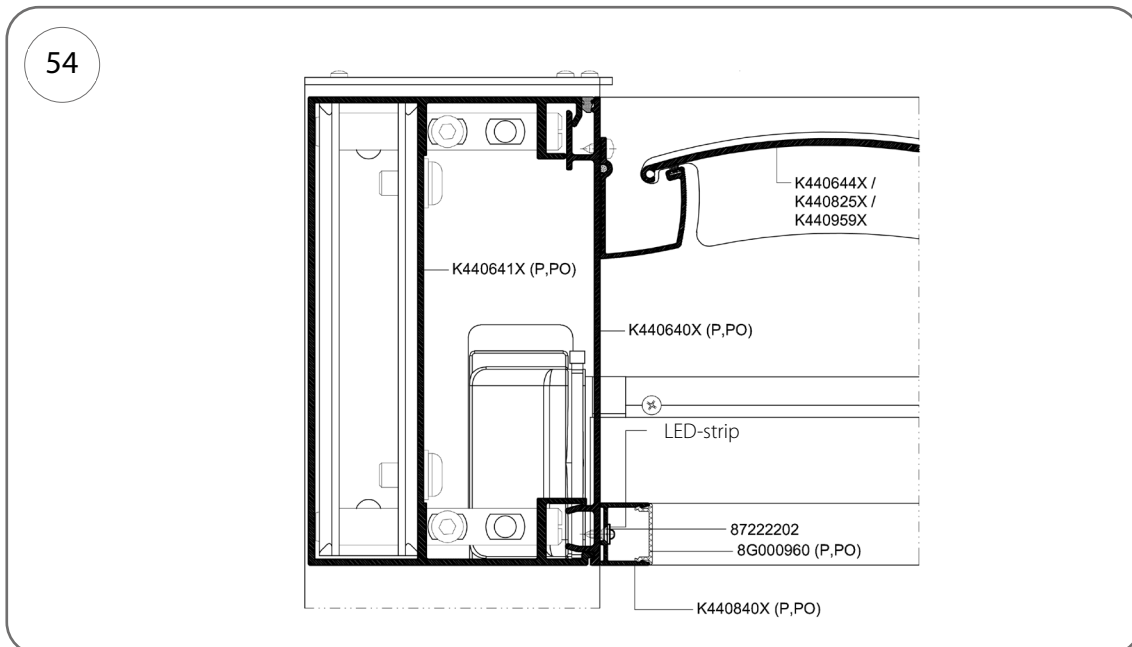 54
K440644X /
K440825X /
K440959X
K440641X (P,PO)
K440640X (P,PO)
LED-strip
87222202
8G000960 (P,PO)
K440840X (P,PO)